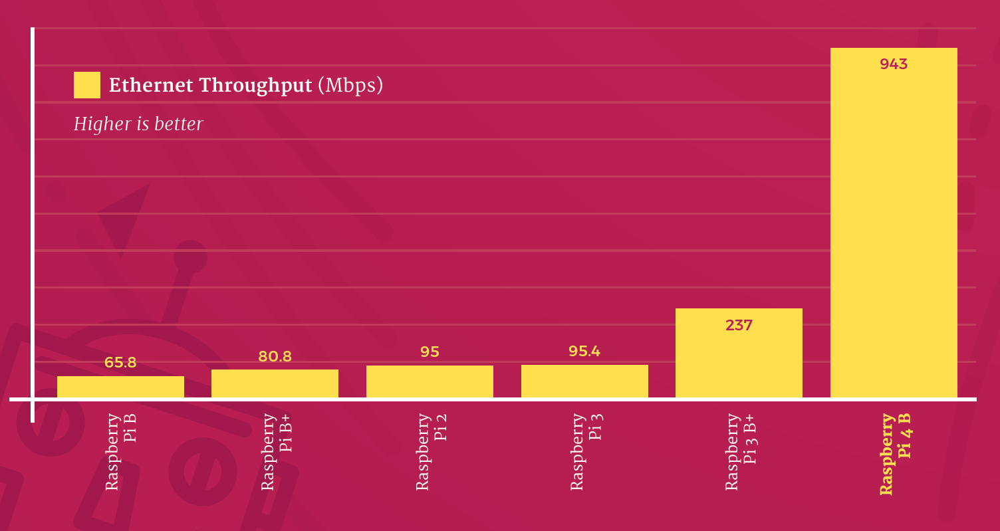 Ethernet Throughput (Mbps)
Higher is better
65.8
80.8
95
95.4
237
943
Raspberry
Pi B
Raspberry
Pi B+
Raspberry
Pi 2
Raspberry
Pi 3
Raspberry
Pi 3 B+
Raspberry
Pi 4 B